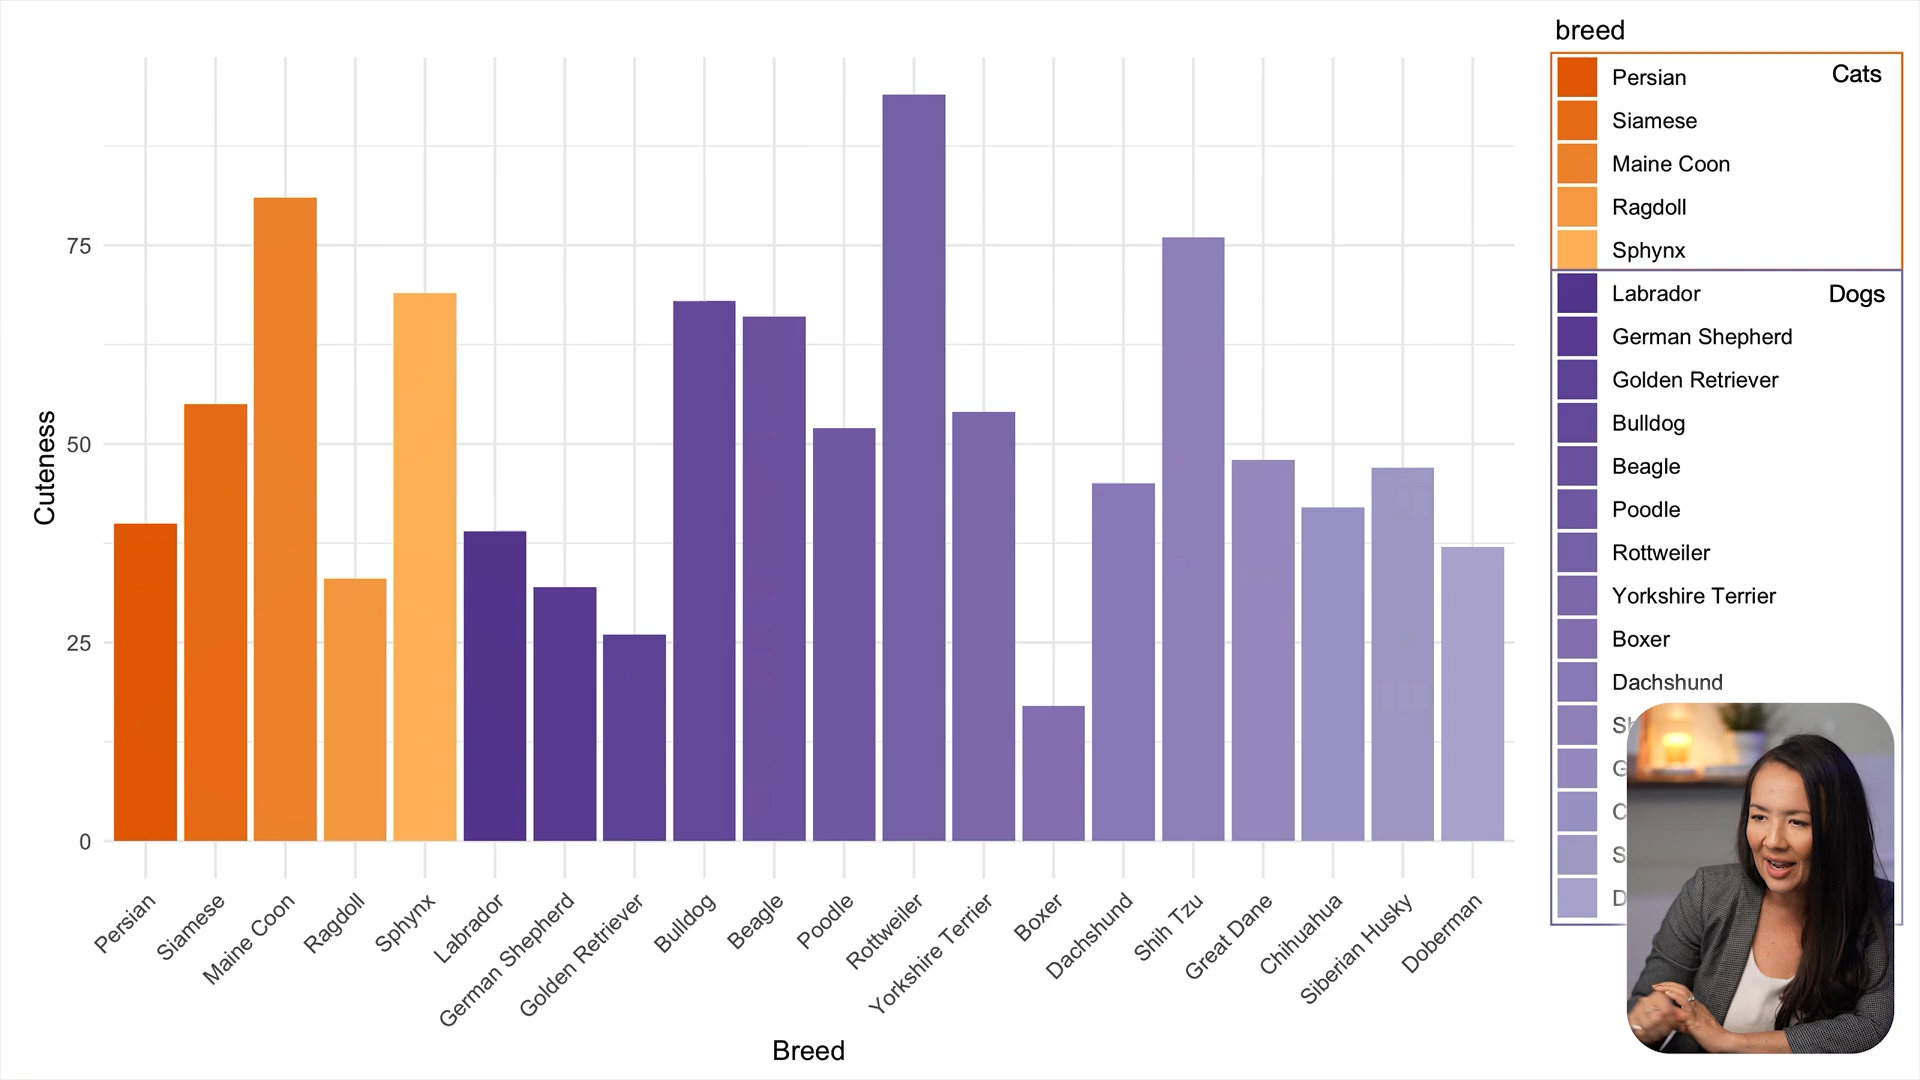 breed
Persian
Cats
Siamese
Maine Coon
Ragdoll
Sphynx
Labrador
Dogs
German Shepherd
Golden Retriever
Bulldog
Beagle
Poodle
Rottweiler
Yorkshire Terrier
Boxer
Dachshund
Cuteness
75
50
25
0
Persian
Siamese
Maine Coon
Ragdoll
Sphynx
Labrador
German Shepherd
Golden Retriever
Bulldog
Beagle
Poodle
Rottweiler
Yorkshire Terrier
Boxer
Dachshund
Shih Tzu
Great Dane
Chihuahua
Siberian Husky
Doberman
Breed